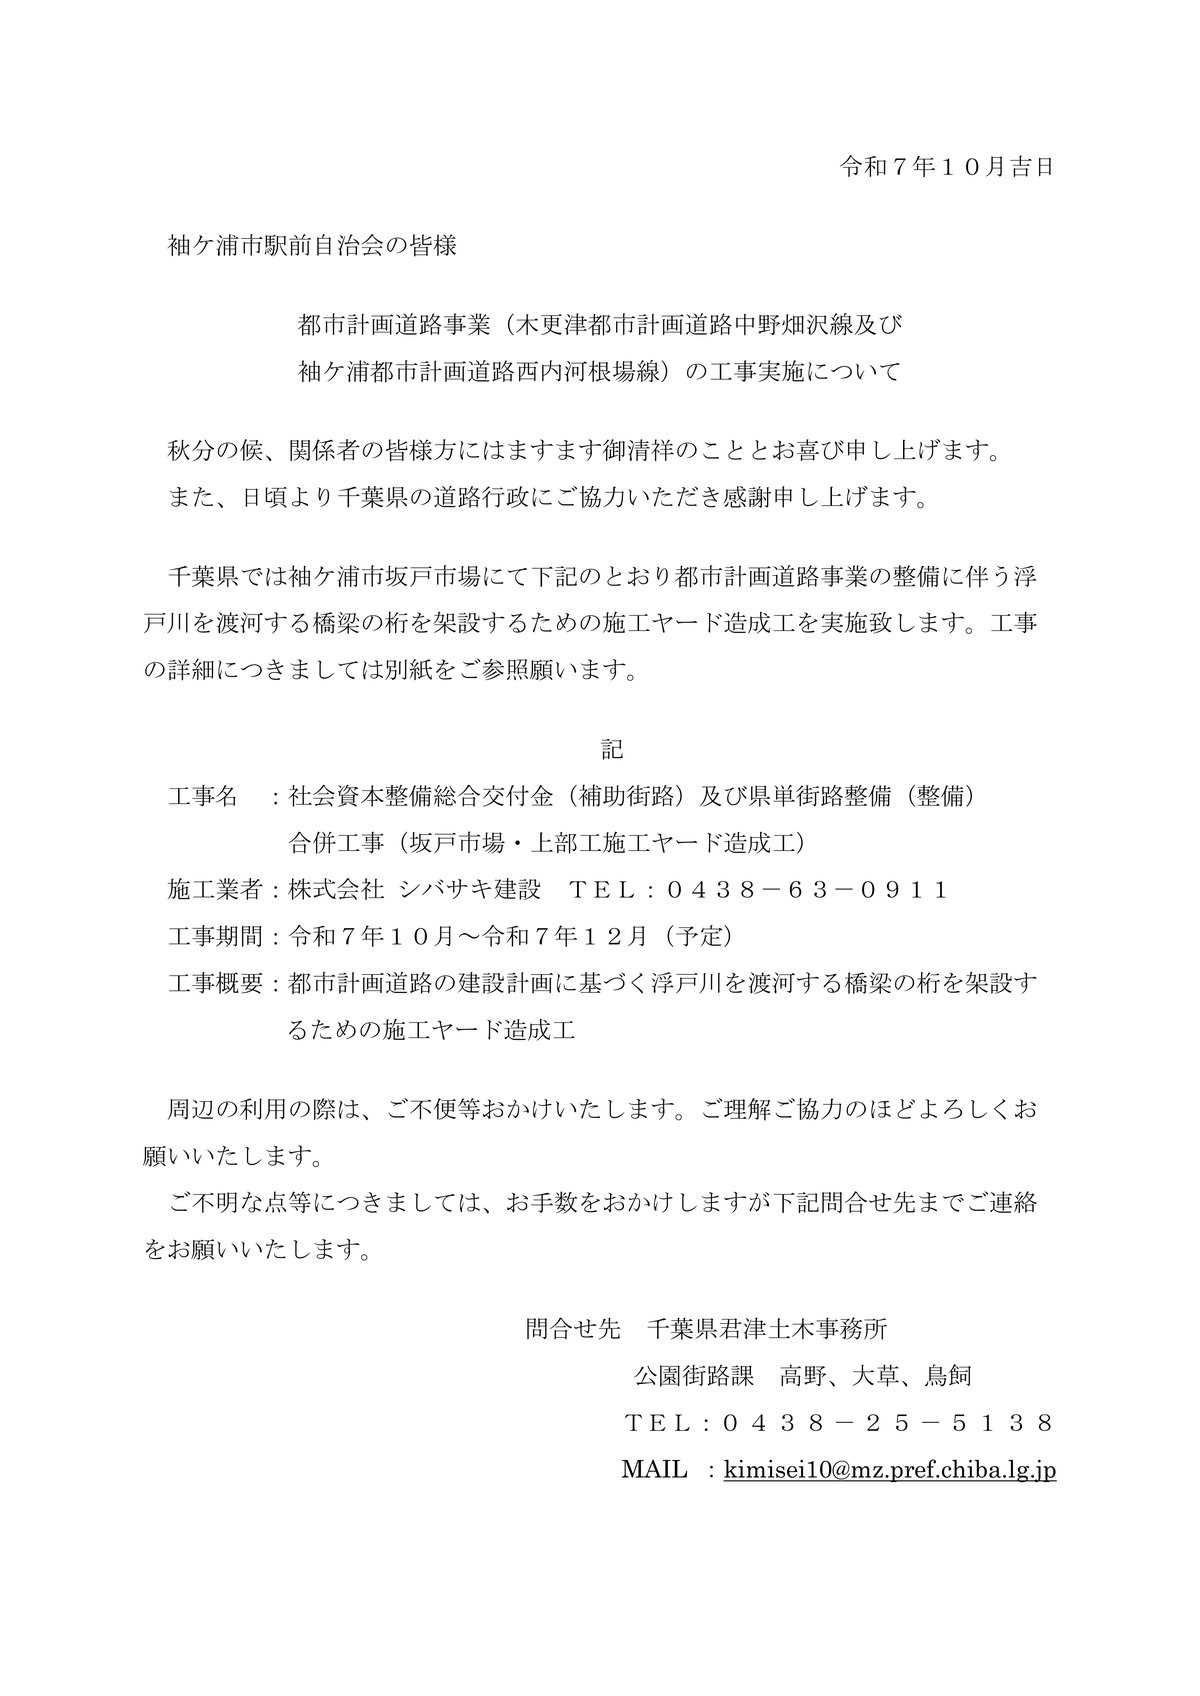 令和７年１０月吉日
袖ケ浦市駅前自治会の皆様
都市計画道路事業（木更津都市計画道路中野畑沢線及び
袖ケ浦都市計画道路西内河根場線）の工事実施について
秋分の候、関係者の皆様方にはますます御清祥のこととお喜び申し上げます。
また、日頃より千葉県の道路行政にご協力いただき感謝申し上げます。
千葉県では袖ケ浦市坂戸市場にて下記のとおり都市計画道路事業の整備に伴う浮
戸川を渡河する橋梁の桁を架設するための施工ヤード造成工を実施致します。工事
の詳細につきましては別紙をご参照願います。
記
工事名　：社会資本整備総合交付金（補助街路）及び県単街路整備（整備）
合併工事（坂戸市場・上部工施工ヤード造成工）
施工業者：株式会社 シバサキ建設　ＴＥＬ：０４３８－６３－０９１１
工事期間：令和７年１０月～令和７年１２月（予定）
工事概要：都市計画道路の建設計画に基づく浮戸川を渡河する橋梁の桁を架設す
るための施工ヤード造成工
周辺の利用の際は、ご不便等おかけいたします。ご理解ご協力のほどよろしくお
願いいたします。
ご不明な点等につきましては、お手数をおかけしますが下記問合せ先までご連絡
をお願いいたします。
問合せ先　千葉県君津土木事務所
公園街路課　高野、大草、鳥飼
ＴＥＬ：０４３８－２５－５１３８
MAIL ：kimisei10@mz.pref.chiba.lg.jp